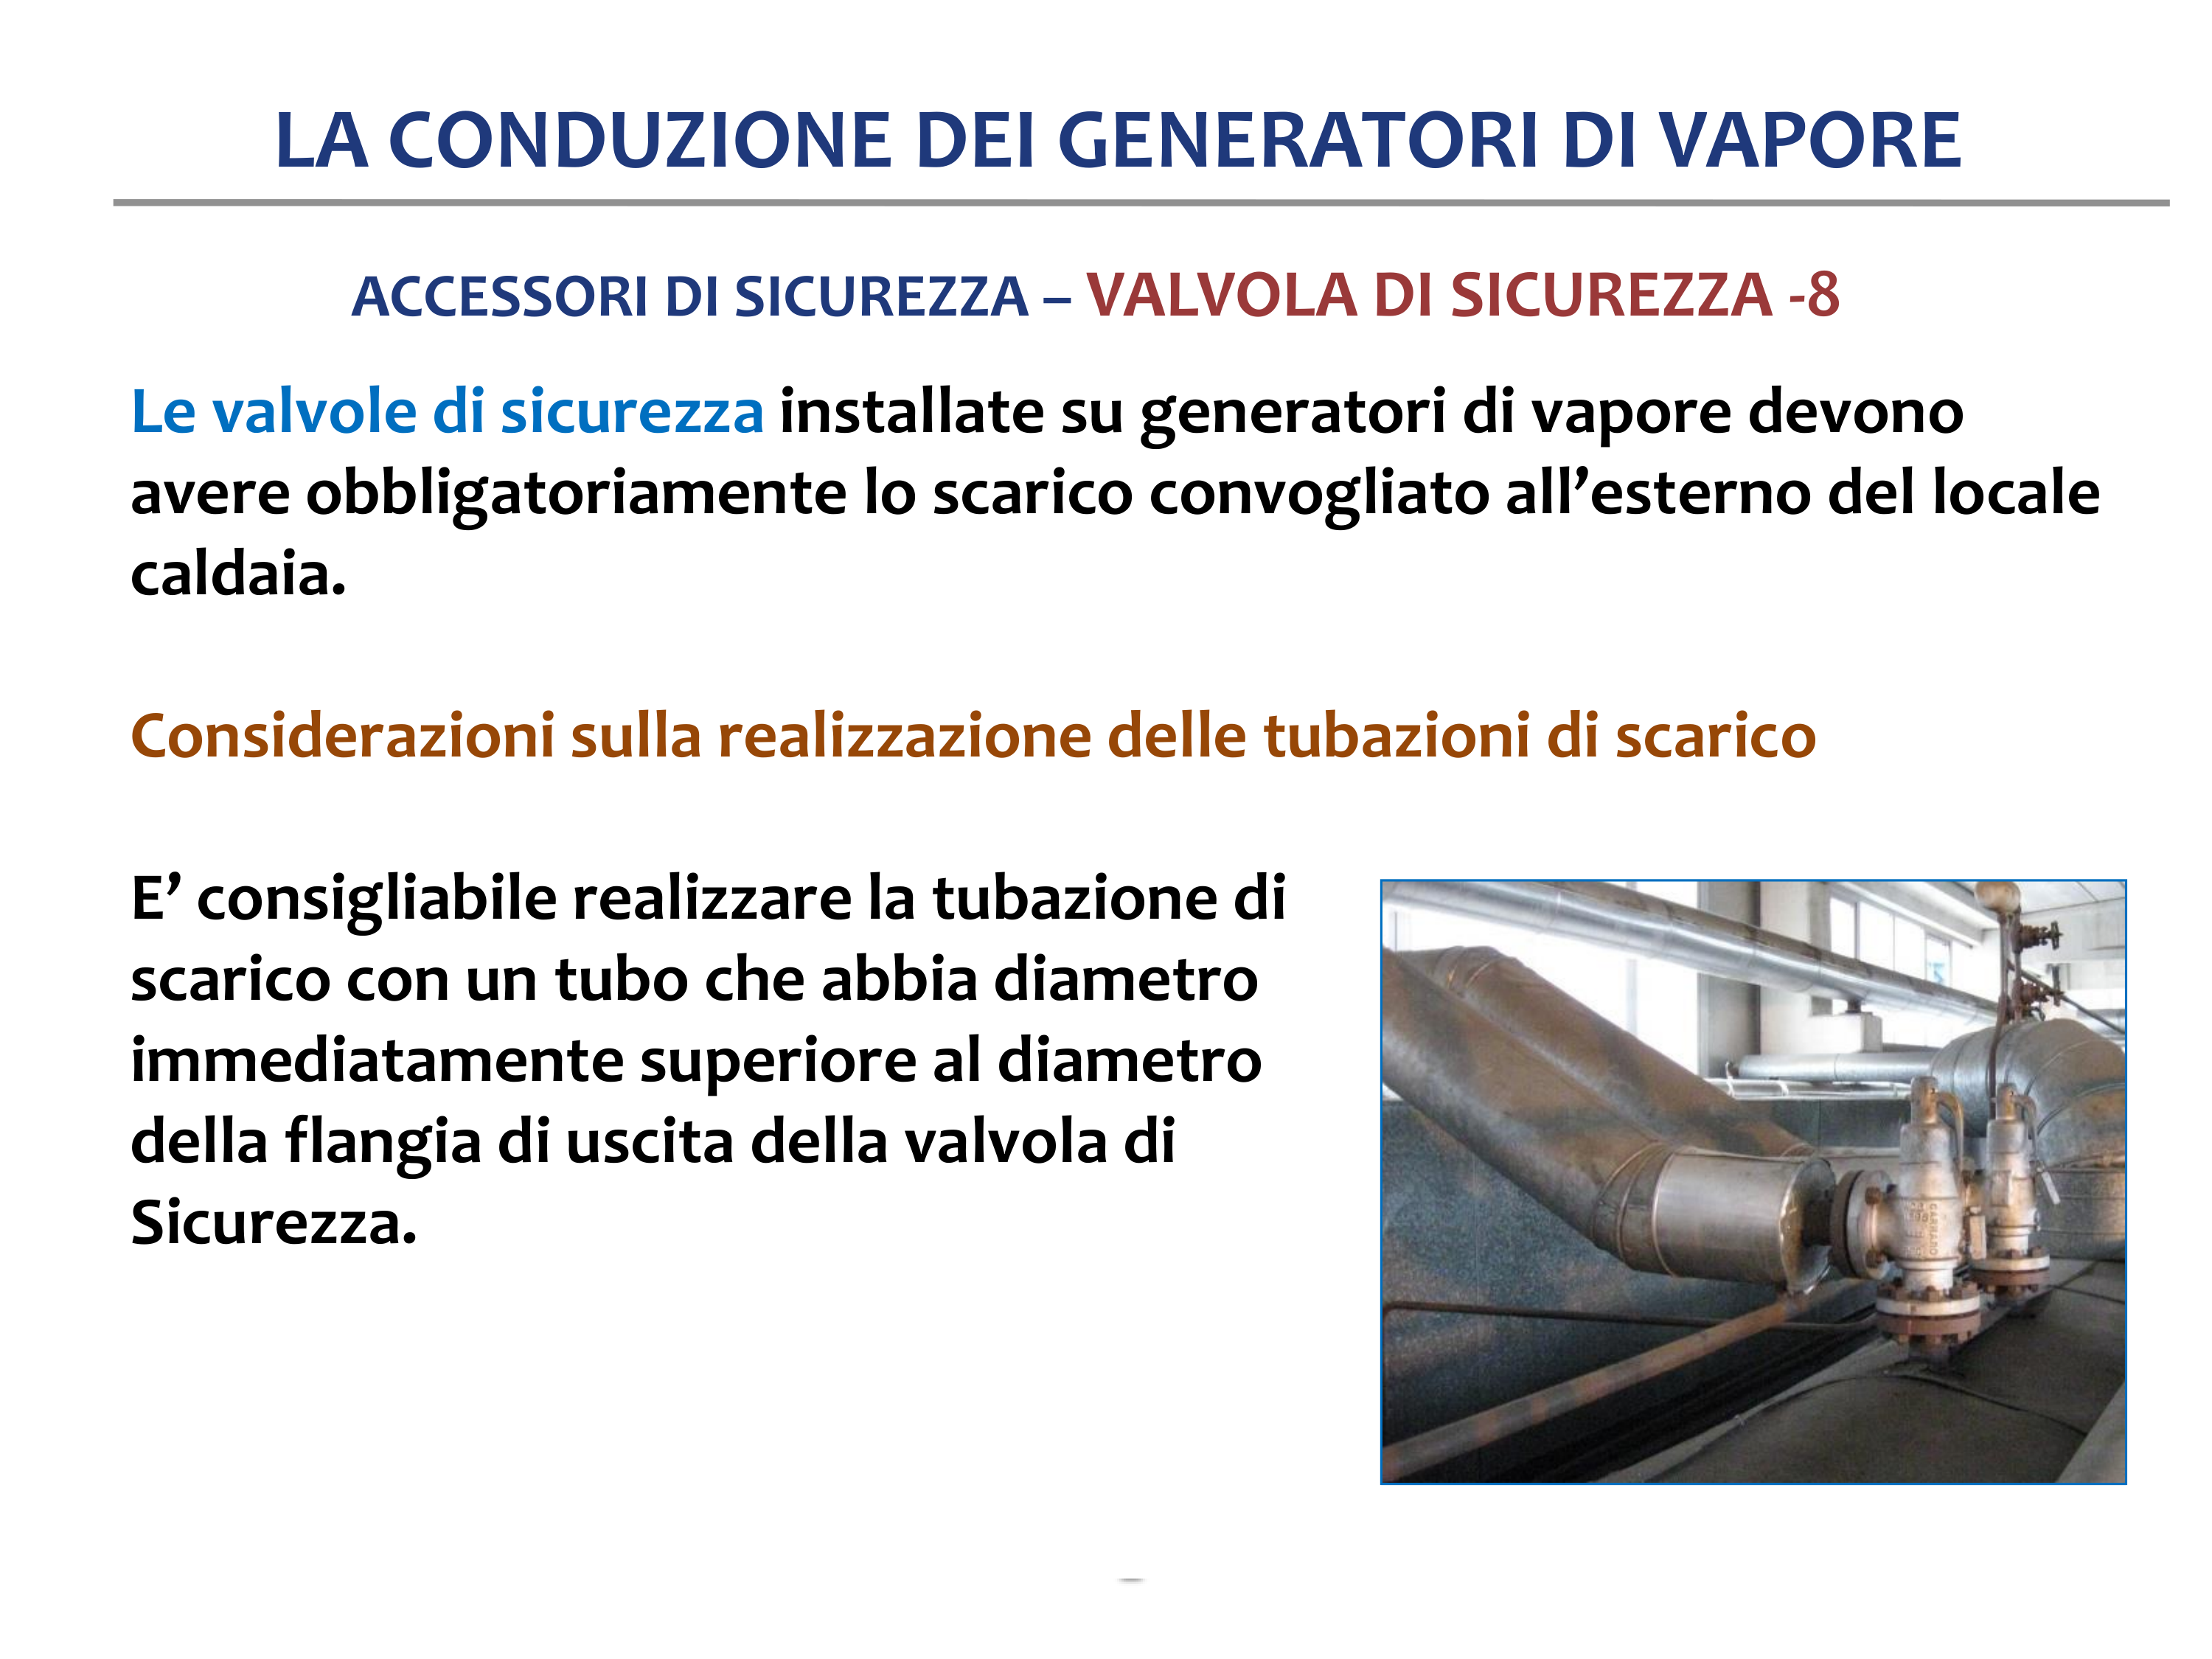 LA CONDUZIONE DEI GENERATORI DI VAPORE
ACCESSORI DI SICUREZZA – VALVOLA DI SICUREZZA -8
Le valvole di sicurezza installate su generatori di vapore devono
avere obbligatoriamente lo scarico convogliato all’esterno del locale
caldaia.
Considerazioni sulla realizzazione delle tubazioni di scarico
E’ consigliabile realizzare la tubazione di
scarico con un tubo che abbia diametro
immediatamente superiore al diametro
della flangia di uscita della valvola di
Sicurezza.